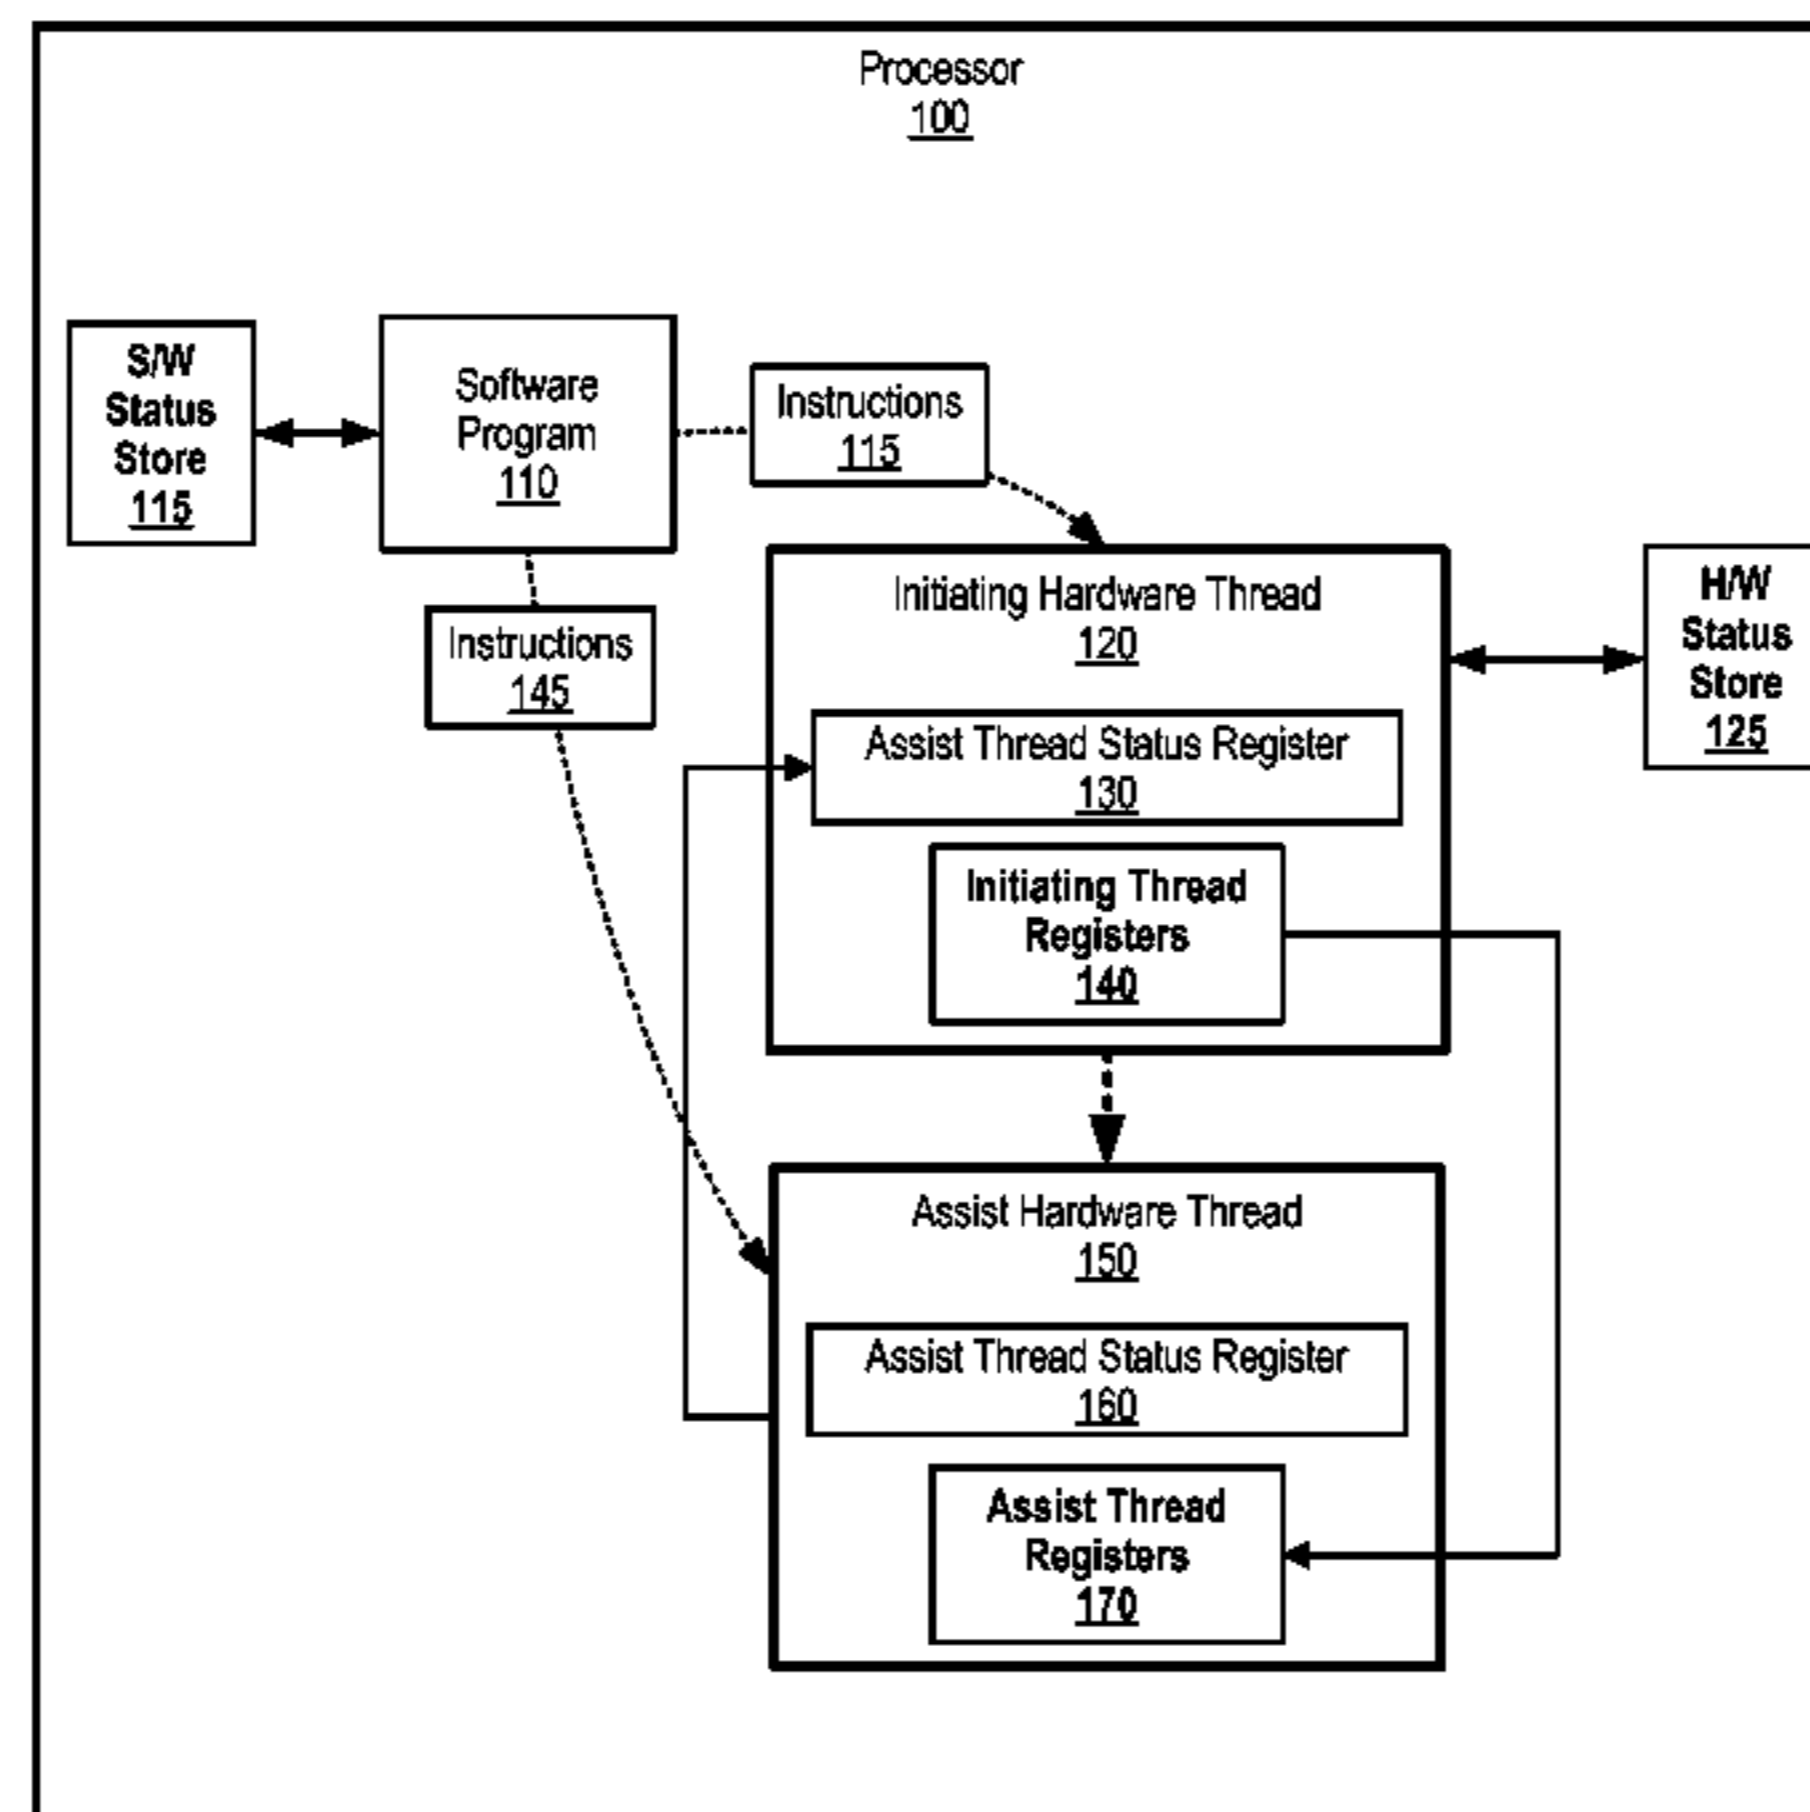 Processor
100
S/W
Status
Store
115
Software
Program
110
Instructions
115
Instructions
145
Initiating Hardware Thread
120
H/W
Status
Store
125
Assist Thread Status Register
130
Initiating Thread
Registers
140
Assist Hardware Thread
150
Assist Thread Status Register
160
Assist Thread
Registers
170